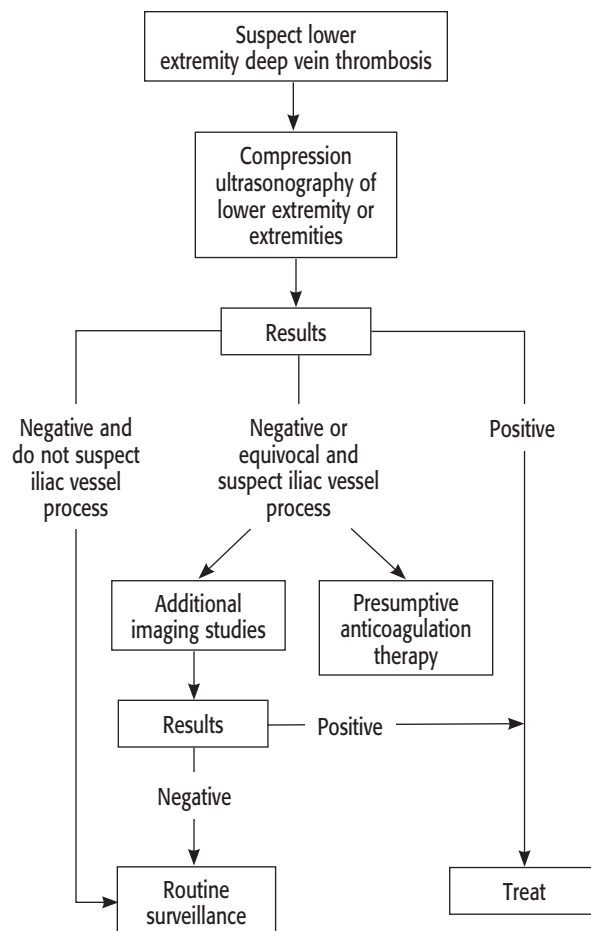 Suspect lower
extremity deep vein thrombosis
Compression
ultrasonography of
lower extremity or
extremities
Results
Negative and
do not suspect
iliac vessel
process
Negative or
equivocal and
suspect iliac vessel
process
Positive
Additional
imaging studies
Presumptive
anticoagulation
therapy
Results
Positive
Negative
Routine
surveillance
Treat